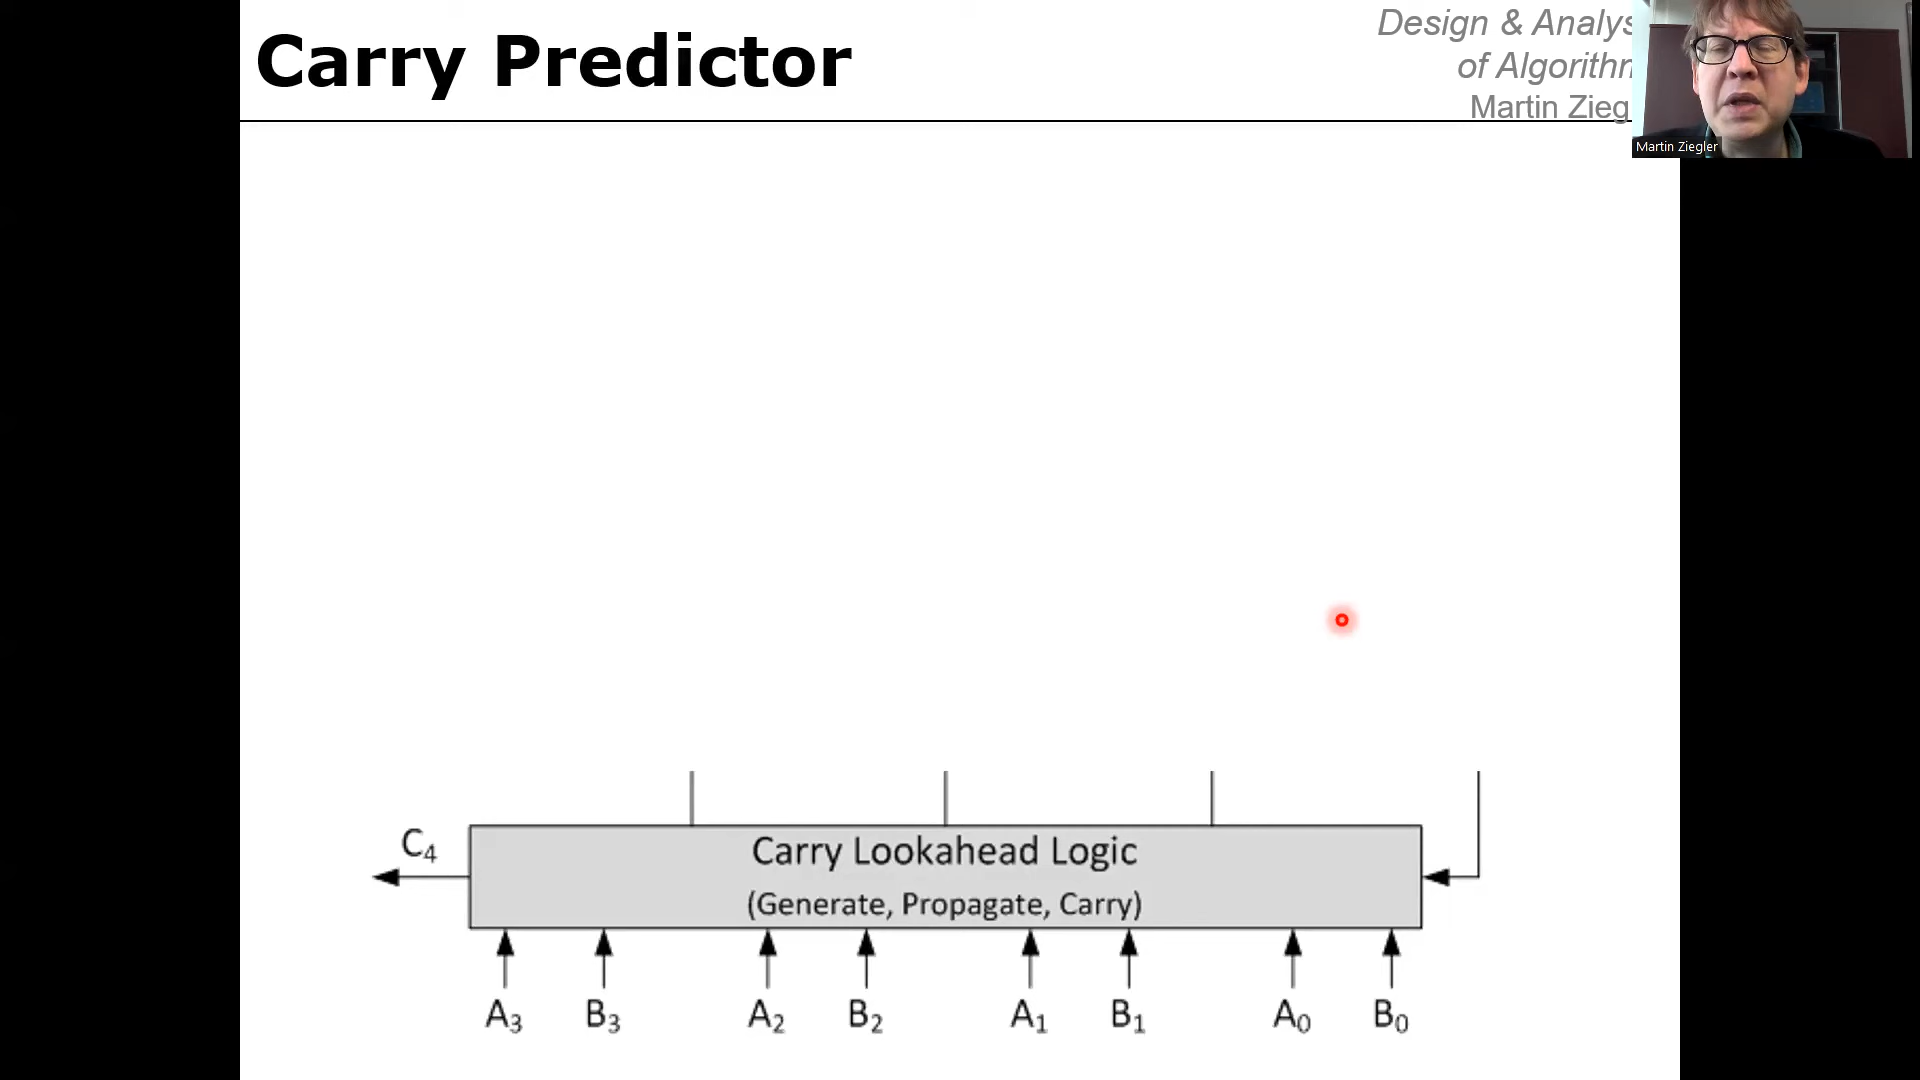 Carry Predictor
Design & Analys
of Algorithm
Martin Zieg
Martin Ziegler
C₄
Carry Lookahead Logic
(Generate, Propagate, Carry)
A₃ B₃ A₂ B₂ A₁ B₁ A₀ B₀